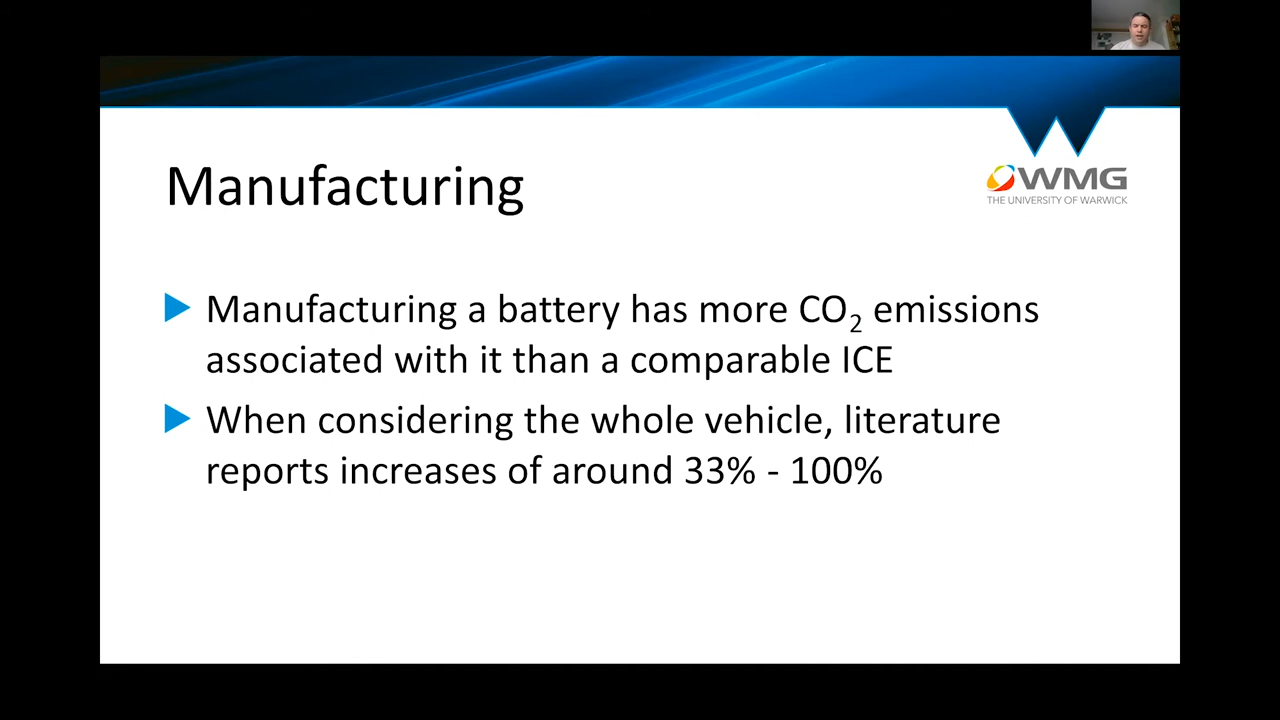 Manufacturing
WMG
THE UNIVERSITY OF WARWICK
Manufacturing a battery has more CO₂ emissions
associated with it than a comparable ICE
When considering the whole vehicle, literature
reports increases of around 33% - 100%